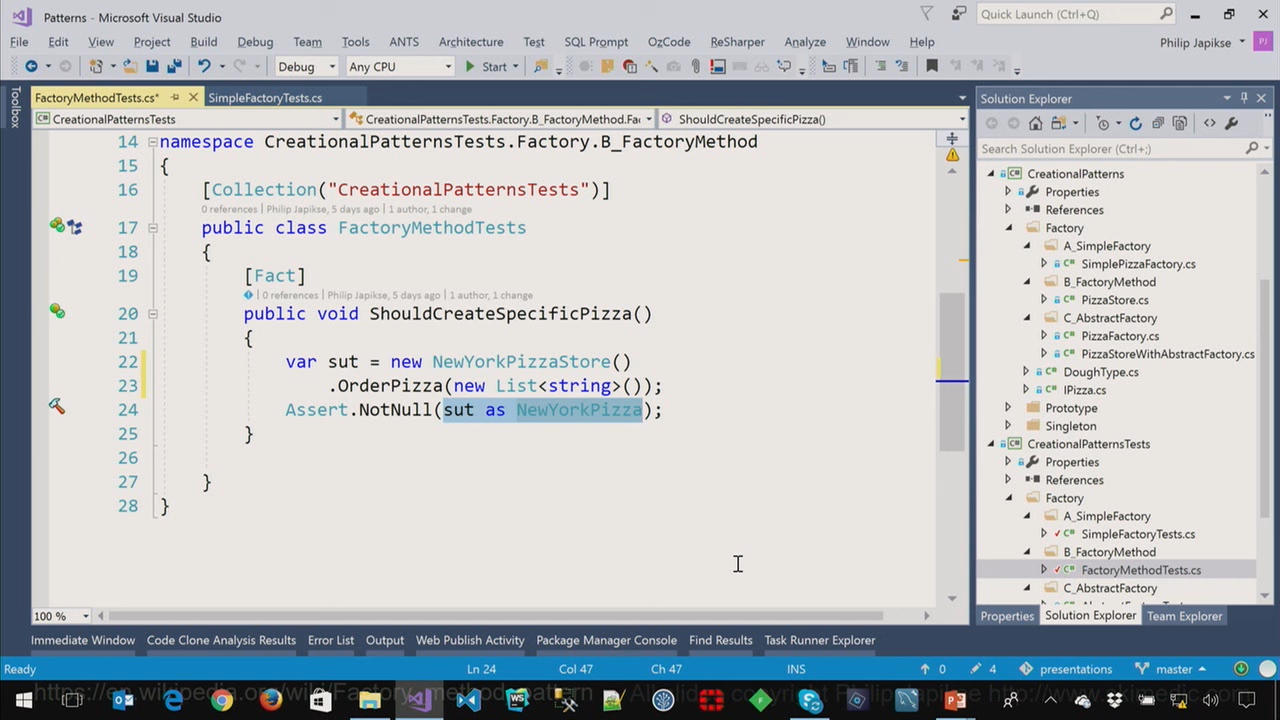 Patterns - Microsoft Visual Studio
Quick Launch (Ctrl+Q)
File Edit View Project Build Debug Team Tools ANTS Architecture Test SQL Prompt OzCode ReSharper Analyze Window Help
Philip Japikse
PJ
Debug Any CPU Start
Toolbox
FactoryMethodTests.cs* SimpleFactoryTests.cs
CreationalPatternsTests CreationalPatternsTests.Factory.B_FactoryMethod.Fac ShouldCreateSpecificPizza()
14 namespace CreationalPatternsTests.Factory.B_FactoryMethod
15 {
16 [Collection("CreationalPatternsTests")]
0 references | Philip Japikse, 5 days ago | 1 author, 1 change
17 public class FactoryMethodTests
18 {
19 [Fact]
0 references | Philip Japikse, 5 days ago | 1 author, 1 change
20 public void ShouldCreateSpecificPizza()
21 {
22 var sut = new NewYorkPizzaStore()
23 .OrderPizza(new List<string>());
24 Assert.NotNull(sut as NewYorkPizza);
25 }
26
27 }
28 }
100 %
Solution Explorer
Search Solution Explorer (Ctrl+;)
CreationalPatterns
Properties
References
Factory
A_SimpleFactory
SimplePizzaFactory.cs
B_FactoryMethod
PizzaStore.cs
C_AbstractFactory
PizzaFactory.cs
PizzaStoreWithAbstractFactory.cs
DoughType.cs
IPizza.cs
Prototype
Singleton
CreationalPatternsTests
Properties
References
Factory
A_SimpleFactory
SimpleFactoryTests.cs
B_FactoryMethod
FactoryMethodTests.cs
C_AbstractFactory
Properties Solution Explorer Team Explorer
Immediate Window Code Clone Analysis Results Error List Output Web Publish Activity Package Manager Console Find Results Task Runner Explorer
Ready Ln 24 Col 47 Ch 47 INS 0 4 presentations master